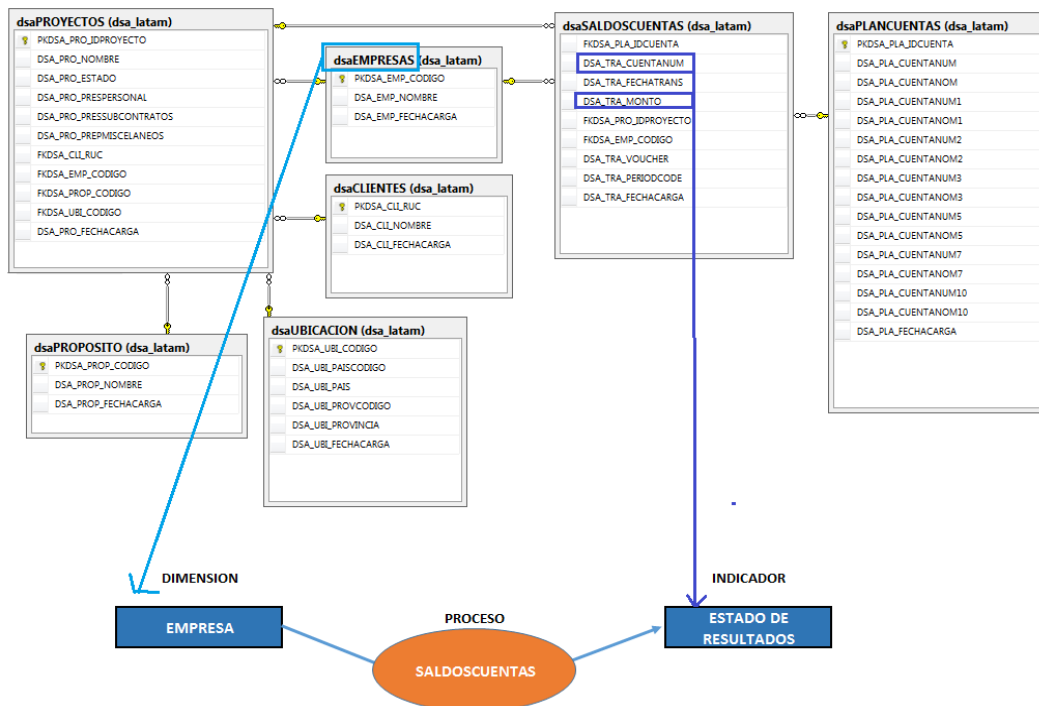 dsaPROYECTOS (dsa_latam)
PKDSA_PRO_IDPROYECTO
DSA_PRO_NOMBRE
DSA_PRO_ESTADO
DSA_PRO_PRESPERSONAL
DSA_PRO_PRESSUBCONTRATOS
DSA_PRO_PREPMISCELANEOS
FKDSA_CLI_RUC
FKDSA_EMP_CODIGO
FKDSA_PROP_CODIGO
FKDSA_UBI_CODIGO
DSA_PRO_FECHACARGA
dsaEMPRESAS (dsa_latam)
PKDSA_EMP_CODIGO
DSA_EMP_NOMBRE
DSA_EMP_FECHACARGA
dsaCLIENTES (dsa_latam)
PKDSA_CLI_RUC
DSA_CLI_NOMBRE
DSA_CLI_FECHACARGA
dsaSALDOSCUENTAS (dsa_latam)
FKDSA_PLA_IDCUENTA
DSA_TRA_CUENTANUM
DSA_TRA_FECHATRANS
DSA_TRA_MONTO
FKDSA_PRO_IDPROYECTO
FKDSA_EMP_CODIGO
DSA_TRA_VOUCHER
DSA_TRA_PERIODCODE
DSA_TRA_FECHACARGA
dsaPLANCUENTAS (dsa_latam)
PKDSA_PLA_IDCUENTA
DSA_PLA_CUENTANUM
DSA_PLA_CUENTANOM
DSA_PLA_CUENTANUM1
DSA_PLA_CUENTANOM1
DSA_PLA_CUENTANUM2
DSA_PLA_CUENTANOM2
DSA_PLA_CUENTANUM3
DSA_PLA_CUENTANOM3
DSA_PLA_CUENTANUM5
DSA_PLA_CUENTANOM5
DSA_PLA_CUENTANUM7
DSA_PLA_CUENTANOM7
DSA_PLA_CUENTANUM10
DSA_PLA_CUENTANOM10
DSA_PLA_FECHACARGA
dsaPROPOSITO (dsa_latam)
PKDSA_PROP_CODIGO
DSA_PROP_NOMBRE
DSA_PROP_FECHACARGA
dsaUBICACION (dsa_latam)
PKDSA_UBI_CODIGO
DSA_UBI_PAISCODIGO
DSA_UBI_PAIS
DSA_UBI_PROVCODIGO
DSA_UBI_PROVINCIA
DSA_UBI_FECHACARGA
DIMENSION
EMPRESA
PROCESO
SALDOSCUENTAS
INDICADOR
ESTADO DE
RESULTADOS